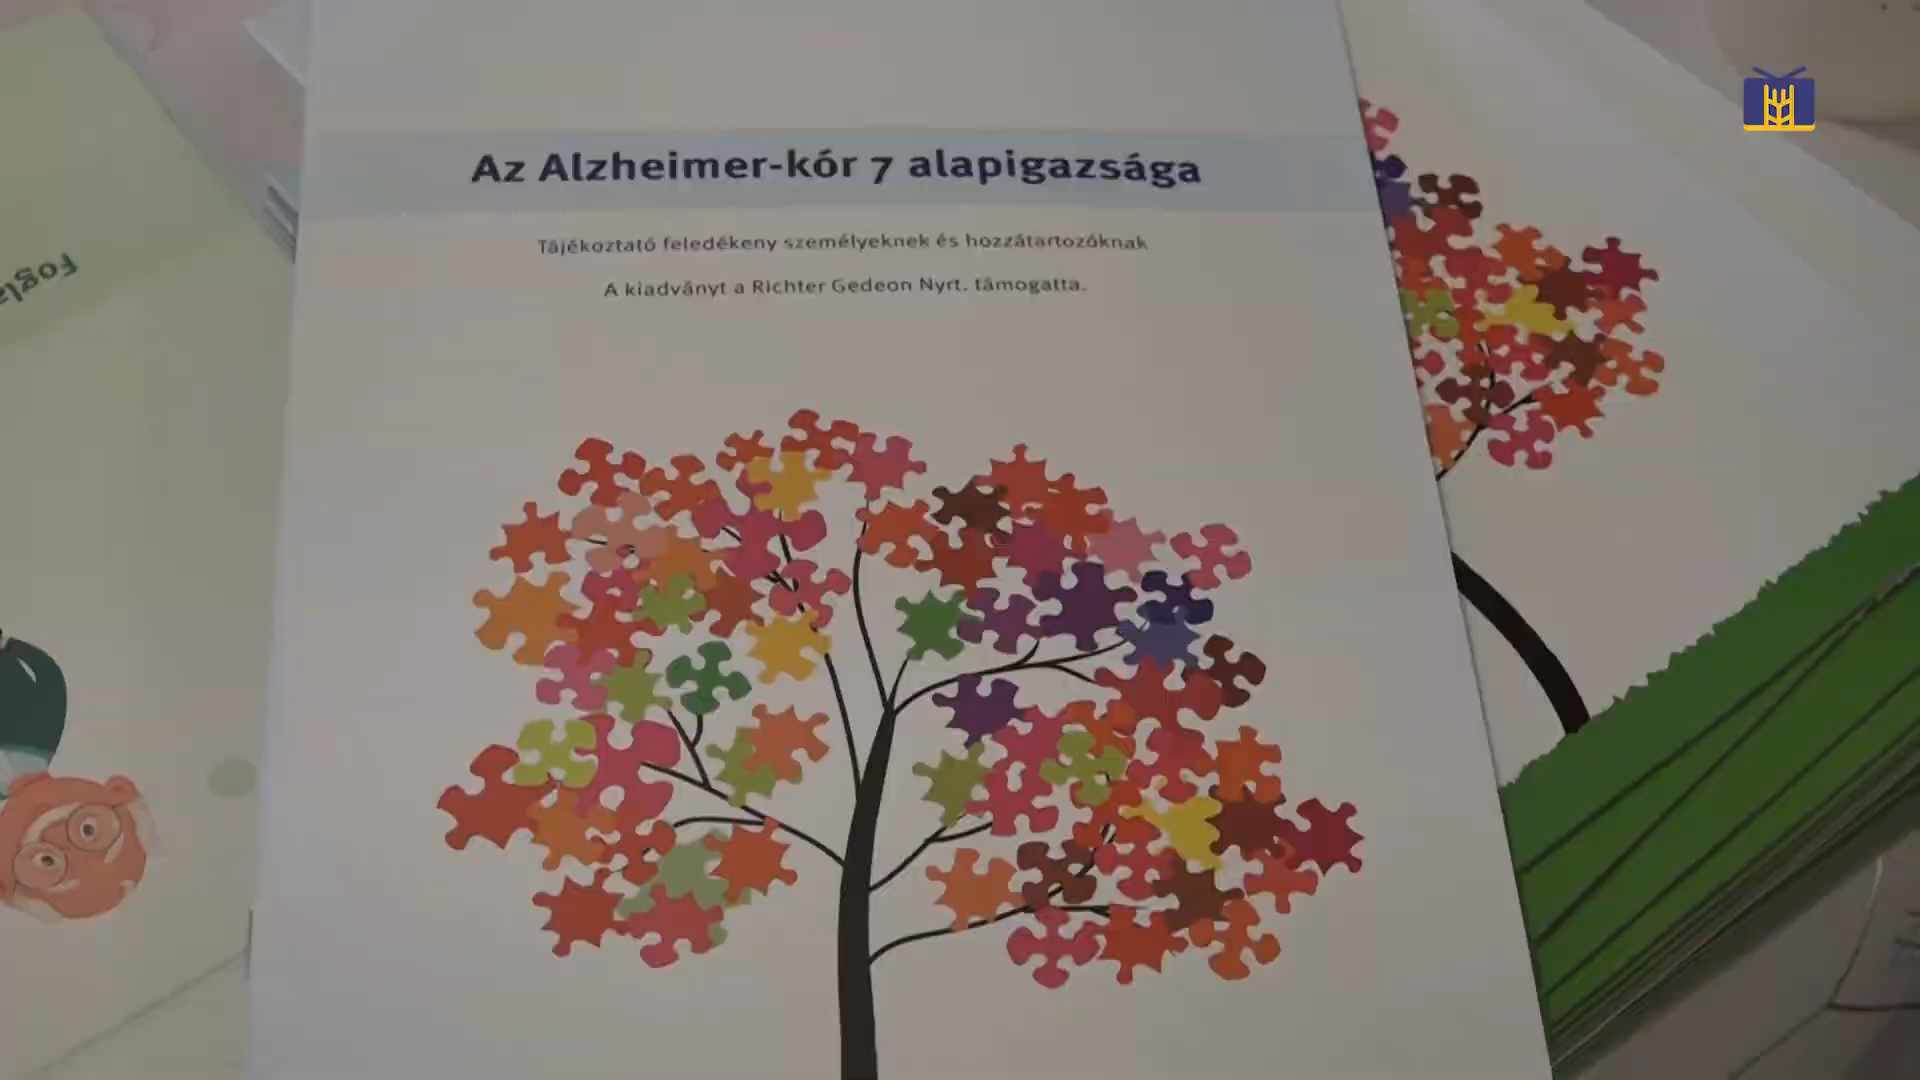 Az Alzheimer-kór 7 alapigazsága
Tájékoztató feledékeny személyeknek és hozzátartozóknak
A kiadványt a Richter Gedeon Nyrt. támogatta.